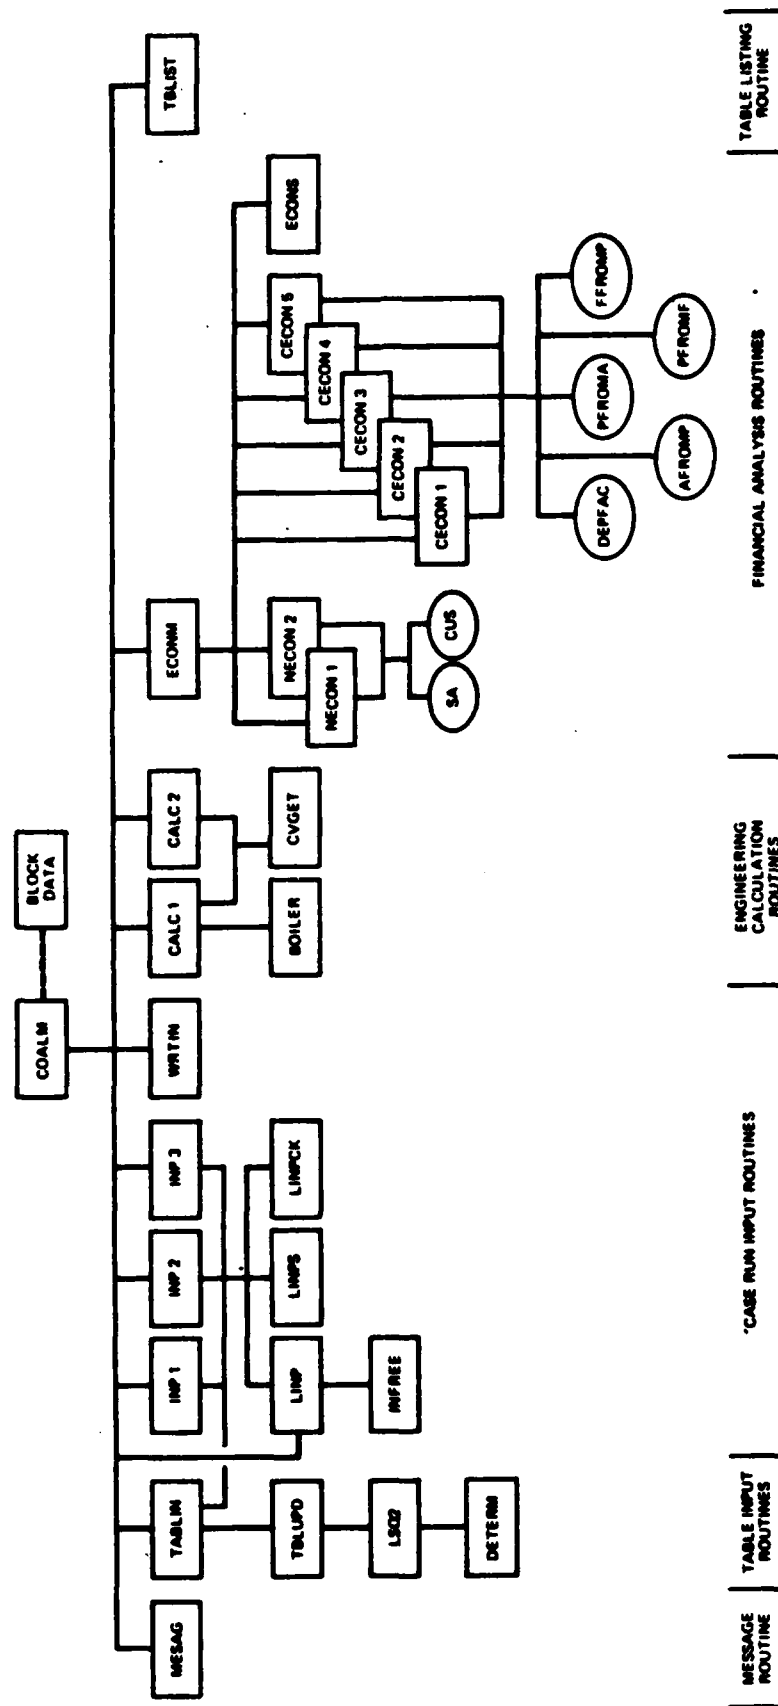 COALM
BLOCK
DATA
MESAG
TABLIN
INP 1
INP 2
INP 3
WRTIN
CALC 1
CALC 2
ECONM
TBLIST
TBLUPD
LINP
LINPS
LINPCK
BOILER
CVGET
NECON 2
NECON 1
CECON 5
CECON 4
CECON 3
CECON 2
CECON 1
ECONS
LSQ2
INFREE
SA
CUS
DETERM
DEPFAC
PFROMA
FFROMP
AFROMP
PFROMF
MESSAGE
ROUTINE
TABLE INPUT
ROUTINES
CASE RUN INPUT ROUTINES
ENGINEERING
CALCULATION
ROUTINES
FINANCIAL ANALYSIS ROUTINES
TABLE LISTING
ROUTINE